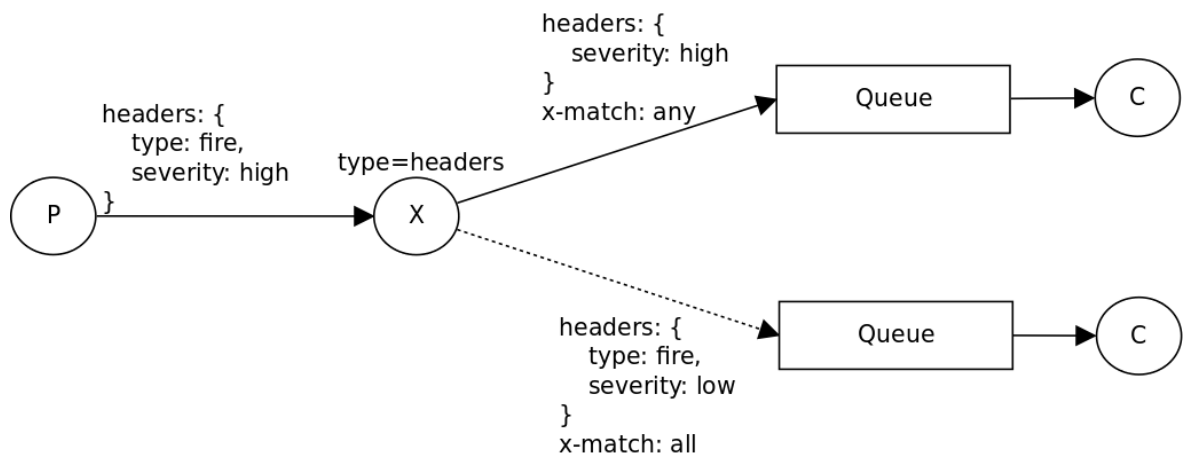 headers: {
severity: high
}
x-match: any
Queue
C
headers: {
type: fire,
severity: high
}
type=headers
P
X
headers: {
type: fire,
severity: low
}
x-match: all
Queue
C